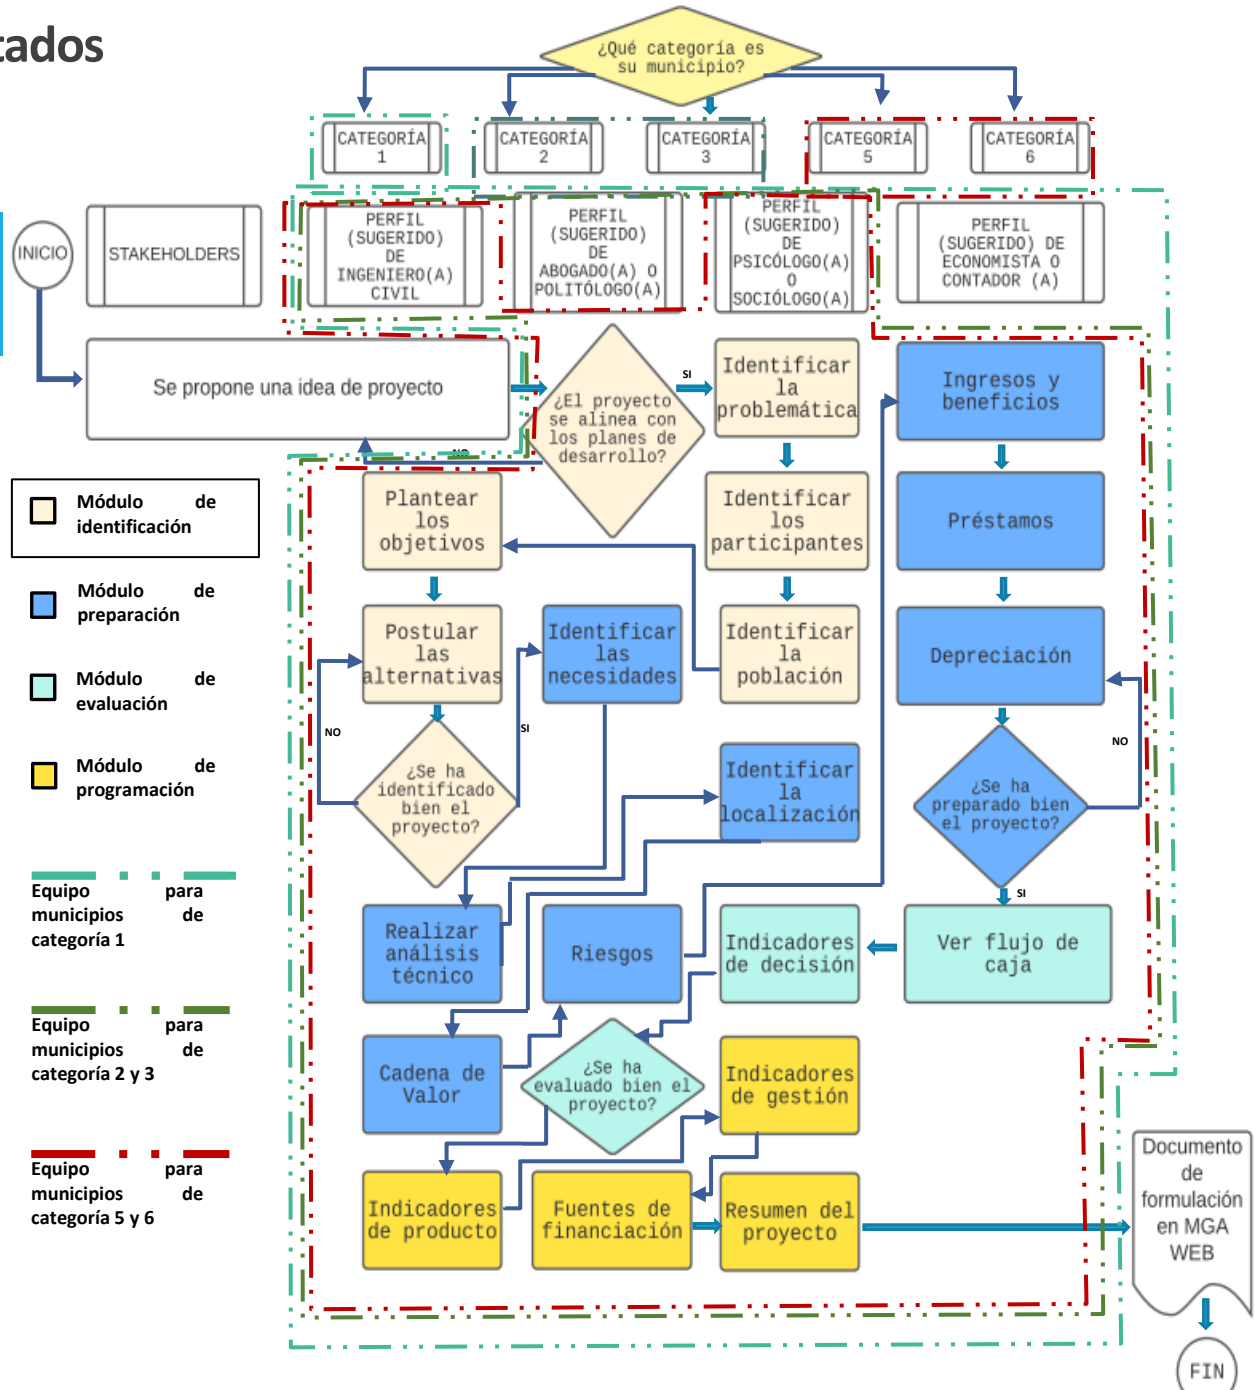 tados
¿Qué categoría es
su municipio?
CATEGORÍA
1
CATEGORÍA
2
CATEGORÍA
3
CATEGORÍA
5
CATEGORÍA
6
INICIO
STAKEHOLDERS
PERFIL
(SUGERIDO)
DE
INGENIERO(A)
CIVIL
PERFIL
(SUGERIDO)
DE
ABOGADO(A) O
POLITÓLOGO(A)
PERFIL
(SUGERIDO)
DE
PSICÓLOGO(A)
O
SOCIÓLOGO(A)
PERFIL
(SUGERIDO) DE
ECONOMISTA O
CONTADOR (A)
Se propone una idea de proyecto
¿El proyecto
se alinea con
los planes de
desarrollo?
SI
NO
Identificar
la
problemática
Ingresos y
beneficios
Plantear
los
objetivos
Identificar
los
participantes
Préstamos
Postular
las
alternativas
Identificar
las
necesidades
Identificar
la
población
Depreciación
NO
SI
NO
¿Se ha
identificado
bien el
proyecto?
Identificar
la
localización
¿Se ha
preparado bien
el proyecto?
SI
Realizar
análisis
técnico
Riesgos
Indicadores
de decisión
Ver flujo de
caja
Cadena de
Valor
¿Se ha
evaluado bien el
proyecto?
Indicadores
de gestión
Indicadores
de producto
Fuentes de
financiación
Resumen del
proyecto
Documento
de
formulación
en MGA
WEB
FIN
Módulo de
identificación
Módulo de
preparación
Módulo de
evaluación
Módulo de
programación
Equipo para
municipios de
categoría 1
Equipo para
municipios de
categoría 2 y 3
Equipo para
municipios de
categoría 5 y 6